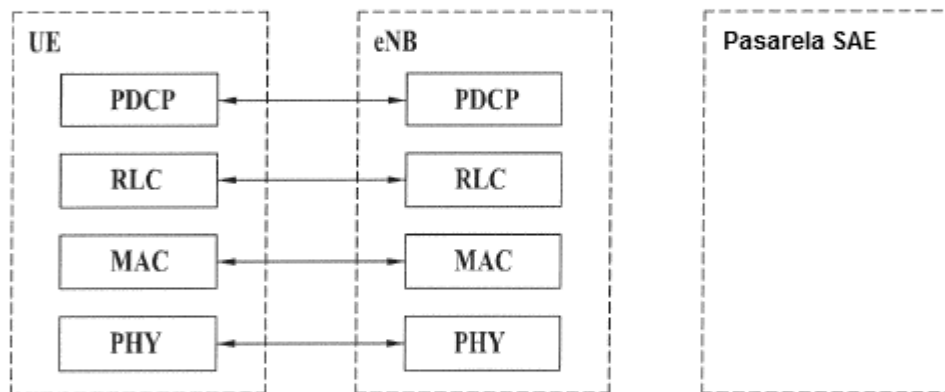 UE
eNB
Pasarela SAE
PDCP
PDCP
RLC
RLC
MAC
MAC
PHY
PHY